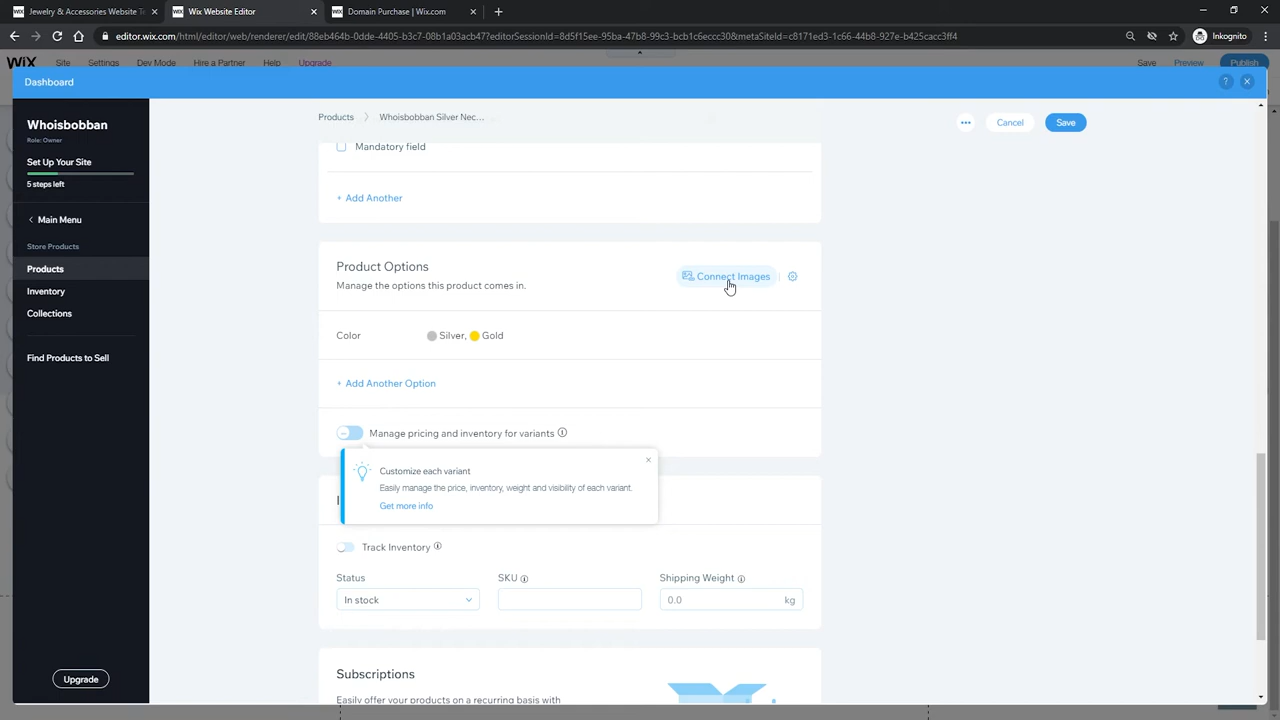 Jewelry & Accessories Website T
Wix Website Editor
Domain Purchase | Wix.com
editor.wix.com/html/editor/web/editor/edit/88eb64bd-0dde-4405-b3c7-08b1a03acb47?editorSessionId=8d5f15ee-95ba-47b8-99c3-bcb1c6eccc30&metaSiteId=c8171ed3-1c66-44b8-927e-b425cacc3ff4
Inkognito
WiX
Site
Settings
Dev Mode
Hire a Partner
Help
Upgrade
Save
Preview
Publish
Dashboard
?
Whoisbobban
Role: Owner
Set Up Your Site
5 steps left
Main Menu
Store Products
Products
Inventory
Collections
Find Products to Sell
Upgrade
Products
Whoisbobban Silver Nec...
Cancel
Save
Mandatory field
+ Add Another
Product Options
Manage the options this product comes in.
Connect Images
Color
Silver, Gold
+ Add Another Option
Manage pricing and inventory for variants
Customize each variant
Easily manage the price, inventory, weight and visibility of each variant.
Get more info
Track Inventory
Status
SKU
Shipping Weight
In stock
0.0
kg
Subscriptions
Easily offer your products on a recurring basis with